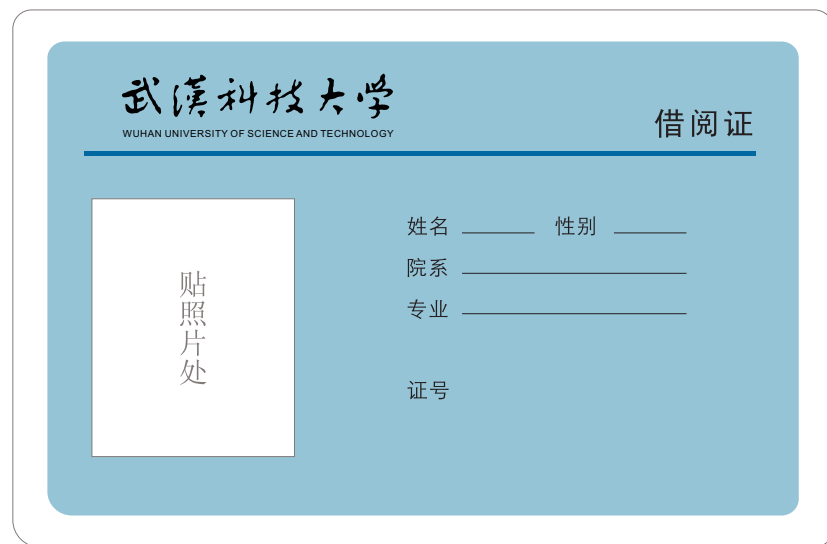 武漢科技大学
WUHAN UNIVERSITY OF SCIENCE AND TECHNOLOGY
借阅证
贴照片处
姓名 性别
院系
专业
证号